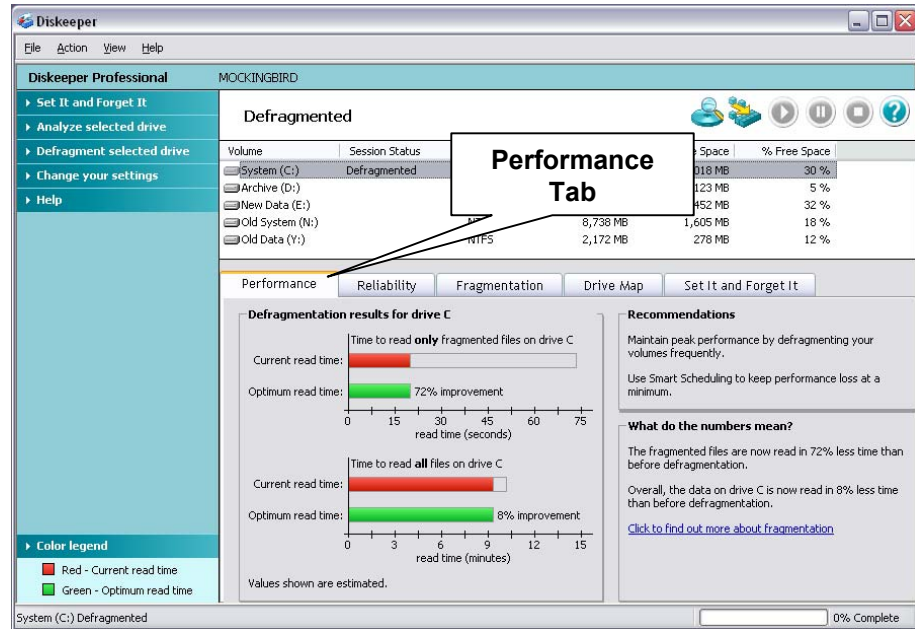 Diskeeper
File Action View Help
Diskeeper Professional
MOCKINGBIRD
Set It and Forget It
Analyze selected drive
Defragment selected drive
Change your settings
Help
Defragmented
Performance
Tab
Volume Session Status Space % Free Space
System (C:) Defragmented 018 MB 30 %
Archive (D:) 123 MB 5 %
New Data (E:) 452 MB 32 %
Old System (N:) NTFS 8,738 MB 1,605 MB 18 %
Old Data (Y:) NTFS 2,172 MB 278 MB 12 %
Performance Reliability Fragmentation Drive Map Set It and Forget It
Defragmentation results for drive C
Time to read only fragmented files on drive C
Current read time:
Optimum read time: 72% improvement
0 15 30 45 60 75
read time (seconds)
Time to read all files on drive C
Current read time:
Optimum read time: 8% improvement
0 3 6 9 12 15
read time (minutes)
Values shown are estimated.
Recommendations
Maintain peak performance by defragmenting your
volumes frequently.
Use Smart Scheduling to keep performance loss at a
minimum.
What do the numbers mean?
The fragmented files are now read in 72% less time than
before defragmentation.
Overall, the data on drive C is now read in 8% less time
than before defragmentation.
Click to find out more about fragmentation
Color legend
Red - Current read time
Green - Optimum read time
System (C:) Defragmented
0% Complete